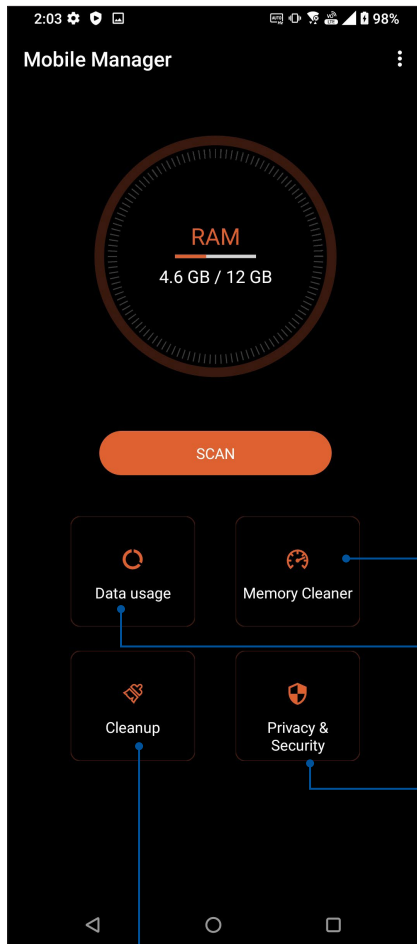 2:03 98%
Mobile Manager
RAM
4.6 GB / 12 GB
SCAN
Data usage
Memory Cleaner
Cleanup
Privacy &
Security